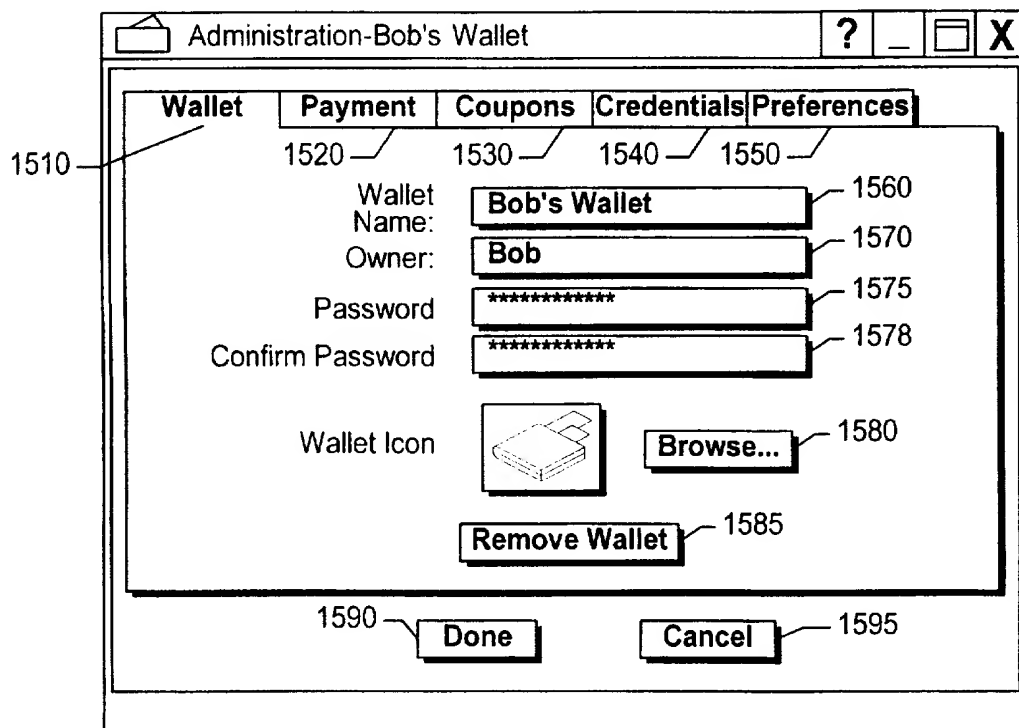 Administration-Bob's Wallet ? _ X
Wallet Payment Coupons Credentials Preferences
1510 1520 1530 1540 1550
Wallet Name: Bob's Wallet 1560
Owner: Bob 1570
Password ************ 1575
Confirm Password ************ 1578
Wallet Icon Browse... 1580
Remove Wallet 1585
1590 Done Cancel 1595